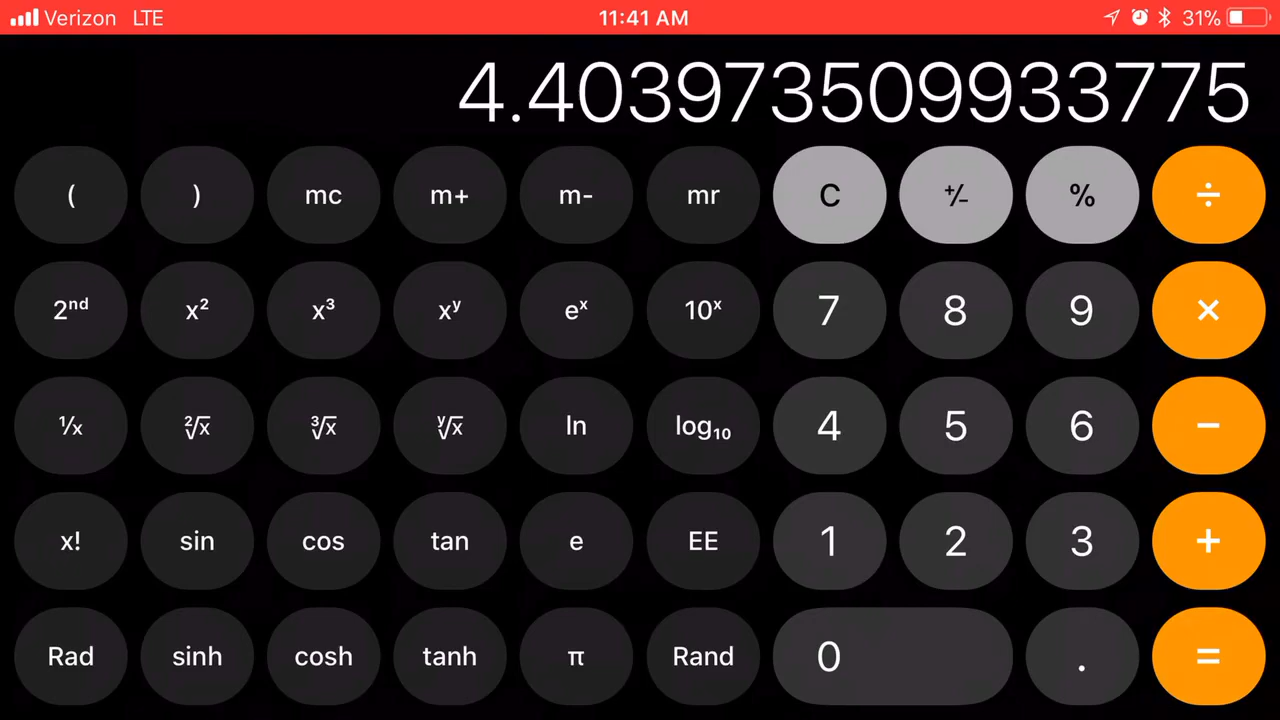 Verizon LTE 11:41 AM 31%
4.403973509933775
( ) mc m+ m- mr C +/- % ÷
2ⁿᵈ x² x³ xʸ eˣ 10ˣ 7 8 9 ×
¹/x ²√x ³√x ʸ√x ln log₁₀ 4 5 6 −
x! sin cos tan e EE 1 2 3 +
Rad sinh cosh tanh π Rand 0 . =